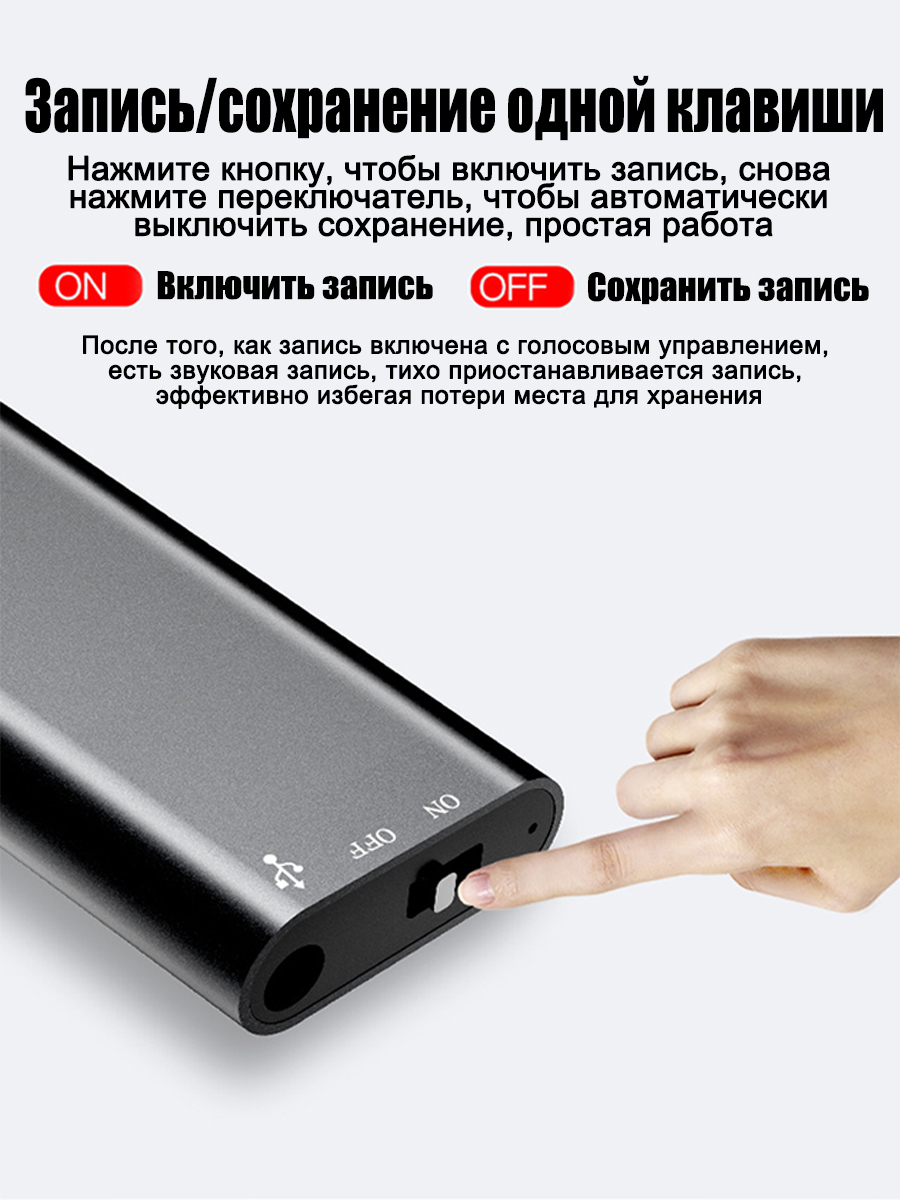 Запись/сохранение одной клавиши
Нажмите кнопку, чтобы включить запись, снова
нажмите переключатель, чтобы автоматически
выключить сохранение, простая работа
ON Включить запись OFF Сохранить запись
После того, как запись включена с голосовым управлением,
есть звуковая запись, тихо приостанавливается запись,
эффективно избегая потери места для хранения
ON
OFF